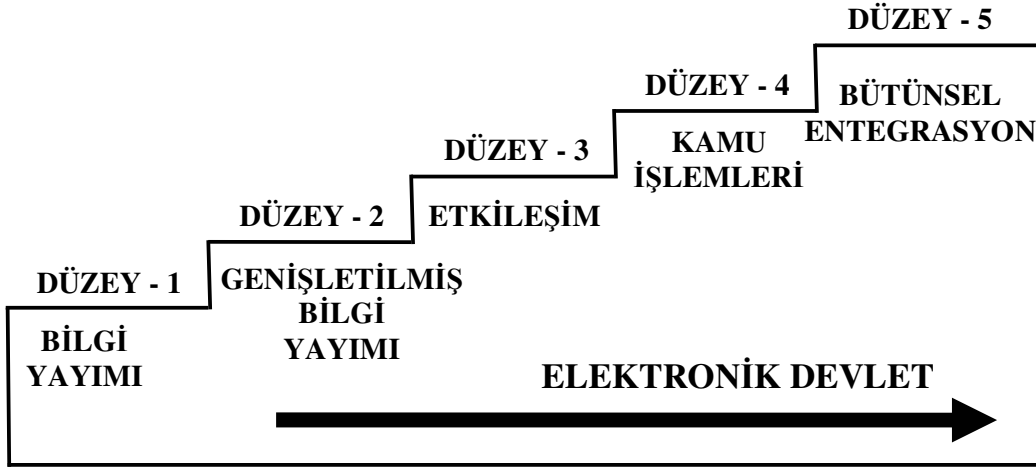 DÜZEY - 5
BÜTÜNSEL
ENTEGRASYON
DÜZEY - 4
KAMU
İŞLEMLERİ
DÜZEY - 3
ETKİLEŞİM
DÜZEY - 2
GENİŞLETİLMİŞ
BİLGİ
YAYIMI
DÜZEY - 1
BİLGİ
YAYIMI
ELEKTRONİK DEVLET